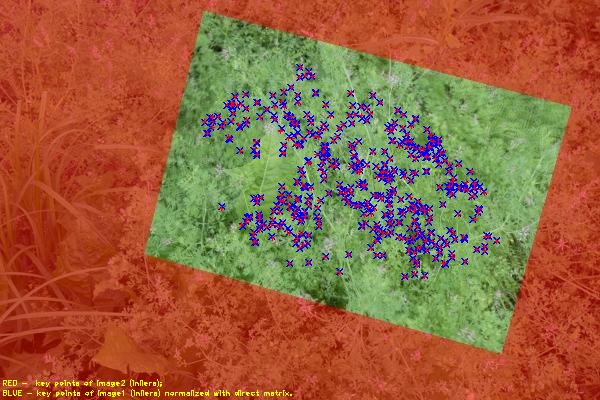 RED - key points of image2 (inliers);
BLUE - key points of image1 (inliers) normalized with direct matrix.